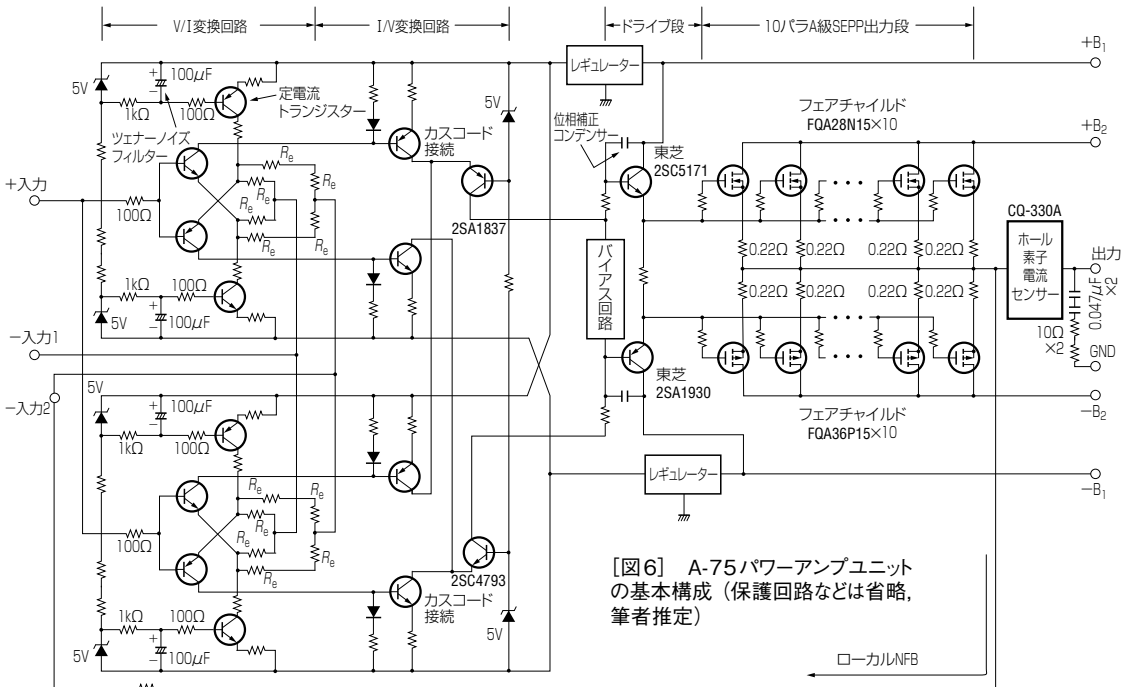 V/I変換回路
I/V変換回路
ドライブ段
10パラA級SEPP出力段
+B₁
レギュレーター
5V
+
−
100μF
1kΩ
100Ω
定電流
トランジスター
ツェナーノイズ
フィルター
カスコード
接続
5V
位相補正
コンデンサー
フェアチャイルド
FQA28N15×10
+B₂
東芝
2SC5171
Rₑ
Rₑ
Rₑ
Rₑ
Rₑ
Rₑ
+入力
100Ω
2SA1837
CQ-330A
ホール
素子
電流
センサー
出力
0.22Ω
0.22Ω
0.22Ω
0.22Ω
0.22Ω
0.22Ω
0.22Ω
0.22Ω
0.047μF
×2
10Ω
×2
GND
バイアス回路
1kΩ
100Ω
5V
+
−
100μF
−入力1
−入力2
東芝
2SA1930
フェアチャイルド
FQA36P15×10
−B₂
5V
+
−
100μF
1kΩ
100Ω
レギュレーター
−B₁
Rₑ
Rₑ
Rₑ
Rₑ
Rₑ
Rₑ
100Ω
2SC4793
カスコード
接続
5V
1kΩ
100Ω
5V
+
−
100μF
[図6] A-75パワーアンプユニット
の基本構成(保護回路などは省略,
筆者推定)
ローカルNFB